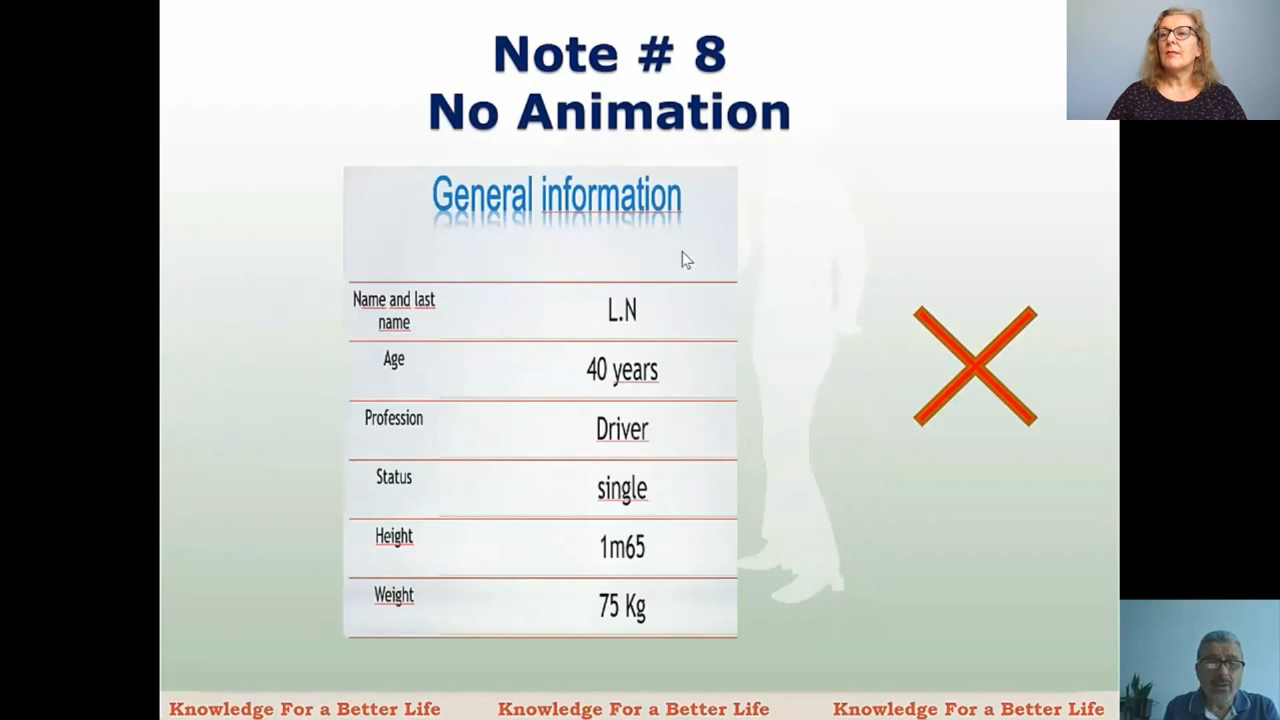 Note # 8
No Animation
General information
Name and last
name
L.N
Age
40 years
Profession
Driver
Status
single
Height
1m65
Weight
75 Kg
Knowledge For a Better Life
Knowledge For a Better Life
Knowledge For a Better Life